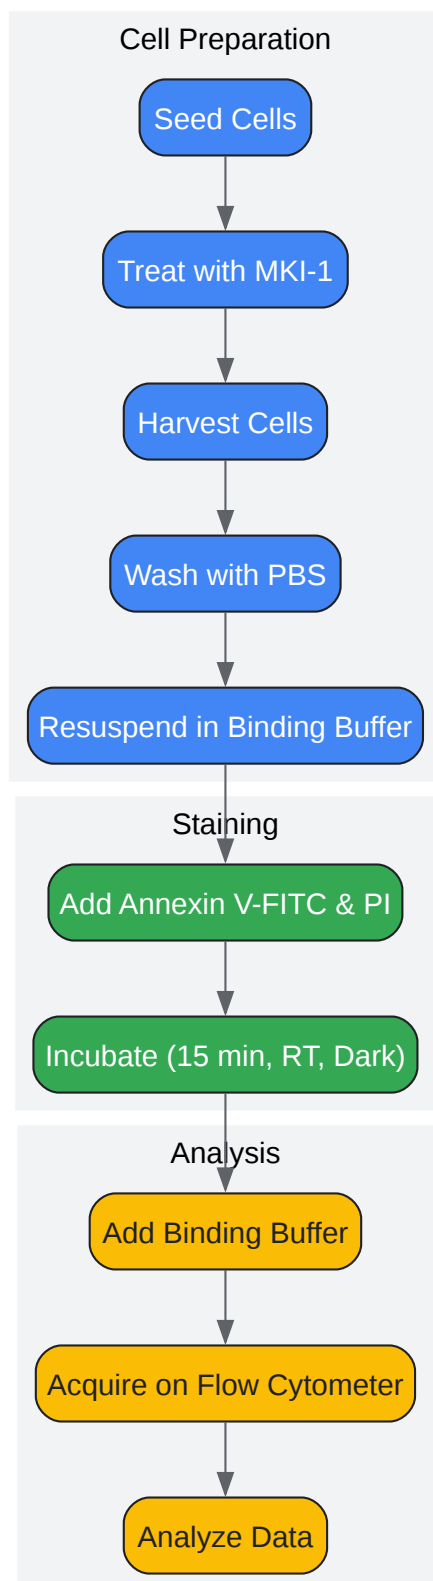 Cell Preparation
Seed Cells
Treat with MKI-1
Harvest Cells
Wash with PBS
Resuspend in Binding Buffer
Staining
Add Annexin V-FITC & PI
Incubate (15 min, RT, Dark)
Analysis
Add Binding Buffer
Acquire on Flow Cytometer
Analyze Data